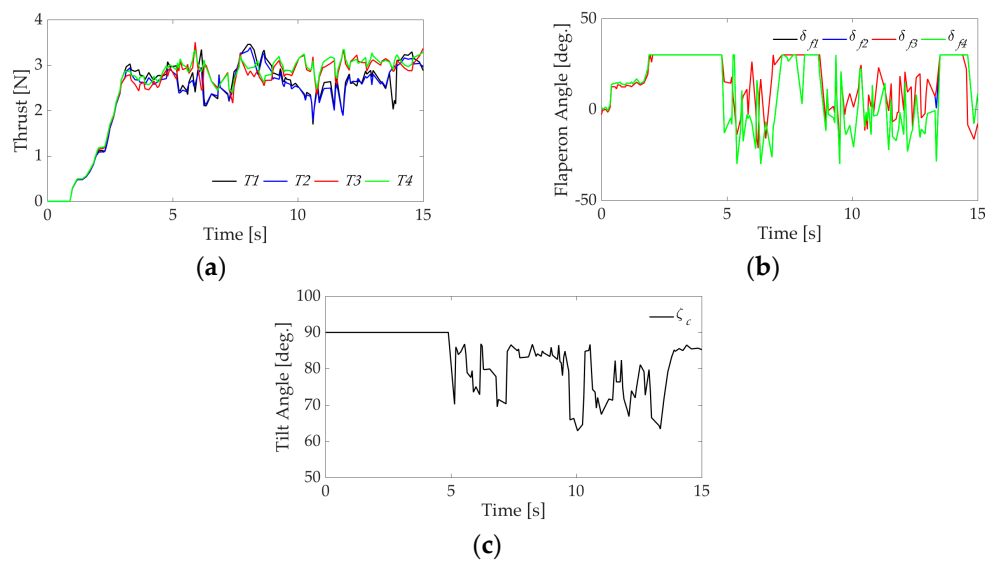 4
3
2
1
0
Thrust [N]
T1 T2 T3 T4
0 5 10 15
Time [s]
(a)
50
0
-50
Flaperon Angle [deg.]
δf1 δf2 δf3 δf4
0 5 10 15
Time [s]
(b)
100
90
80
70
60
50
Tilt Angle [deg.]
ζc
0 5 10 15
Time [s]
(c)